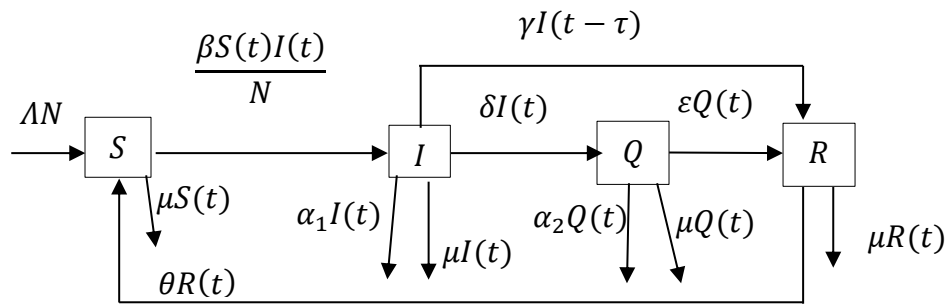 γI(t − τ)
βS(t)I(t)
N
ΛN
δI(t)
εQ(t)
S
I
Q
R
μS(t)
α₁I(t)
μI(t)
α₂Q(t)
μQ(t)
μR(t)
θR(t)